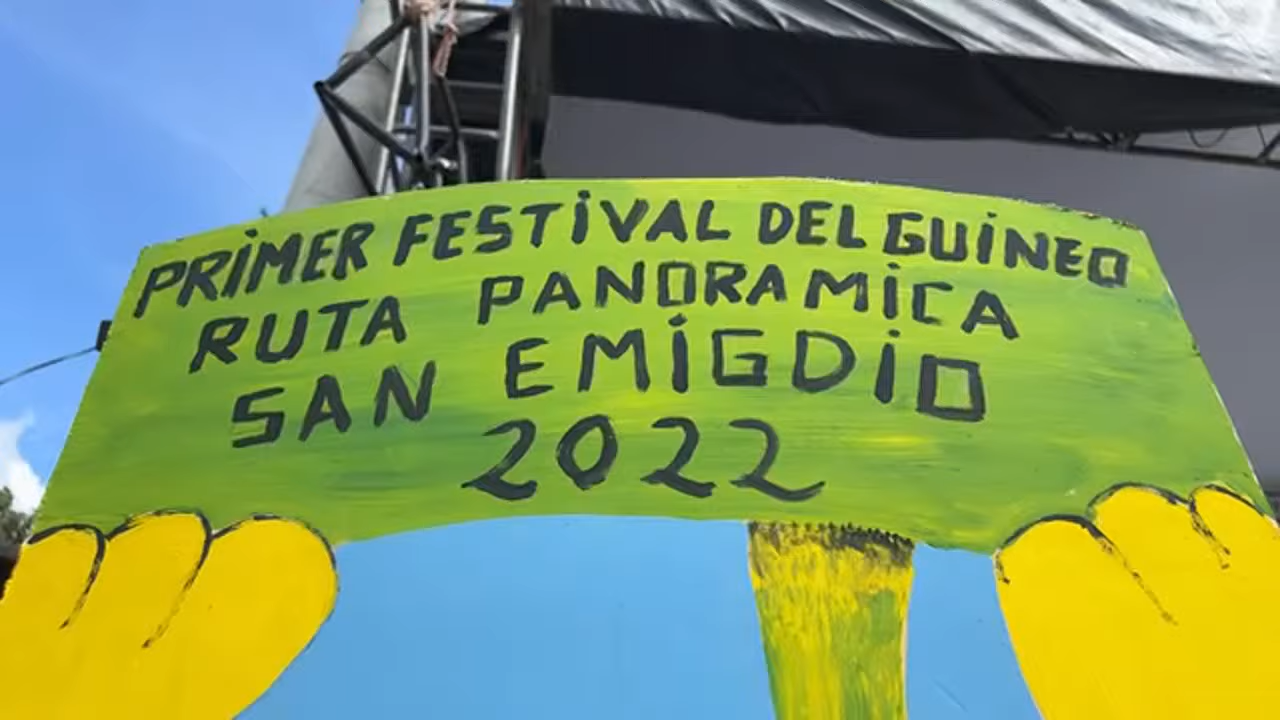 PRiMER FESTiVAL DEL GUiNEO
RUTA PANORAMiCA
SAN EMiGDiO
2022